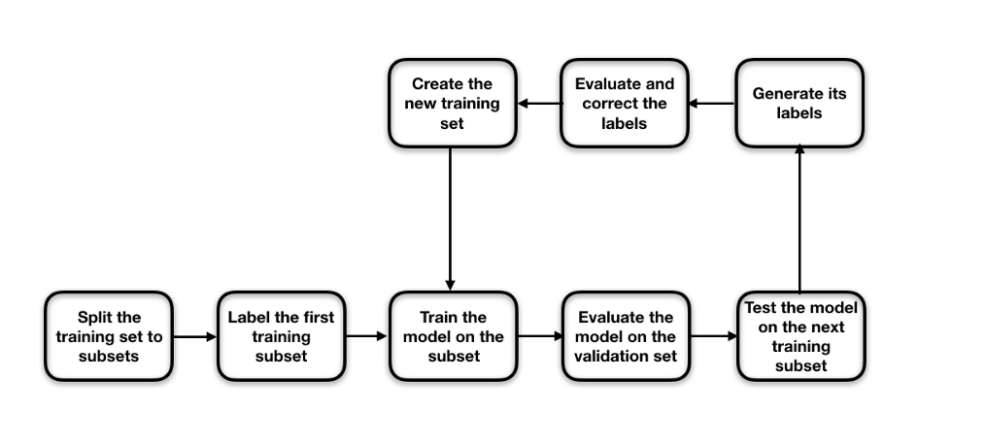 Create the
new training
set
Evaluate and
correct the
labels
Generate its
labels
Split the
training set to
subsets
Label the first
training
subset
Train the
model on the
subset
Evaluate the
model on the
validation set
Test the model
on the next
training
subset